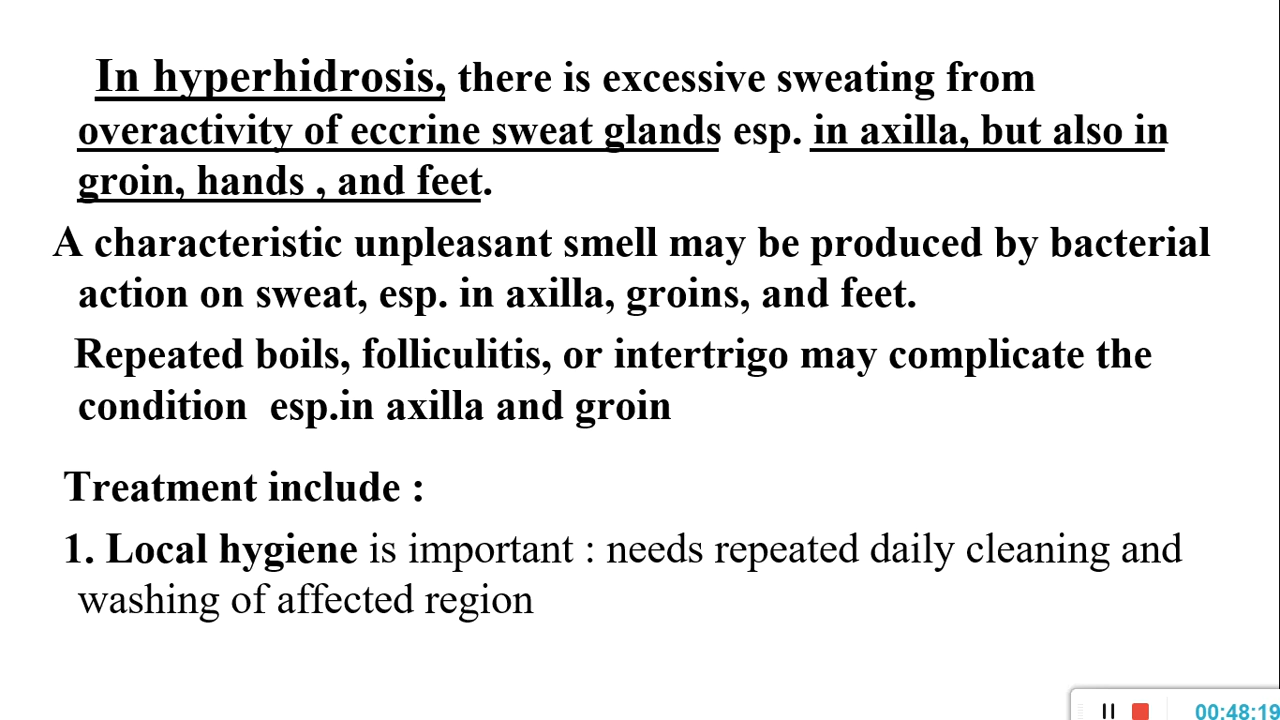 In hyperhidrosis, there is excessive sweating from
overactivity of eccrine sweat glands esp. in axilla, but also in
groin, hands , and feet.
A characteristic unpleasant smell may be produced by bacterial
action on sweat, esp. in axilla, groins, and feet.
Repeated boils, folliculitis, or intertrigo may complicate the
condition  esp.in axilla and groin
Treatment include :
1. Local hygiene is important : needs repeated daily cleaning and
washing of affected region
00:48:19